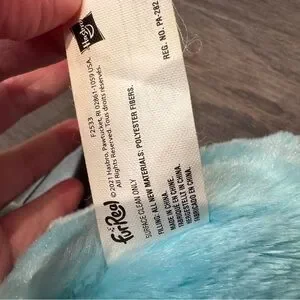 Hasbro
F2533
©2021 Hasbro, Pawtucket, RI 02861-1059 USA.
All Rights Reserved. Tous droits réservés.
furReal
SURFACE CLEAN ONLY
FILLING: ALL NEW MATERIALS: POLYESTER FIBERS.
MADE IN CHINA.
FABRIQUÉ EN CHINE.
HERGESTELLT IN CHINA.
FABRICADO EN CHINA.
REG. NO. PA-282